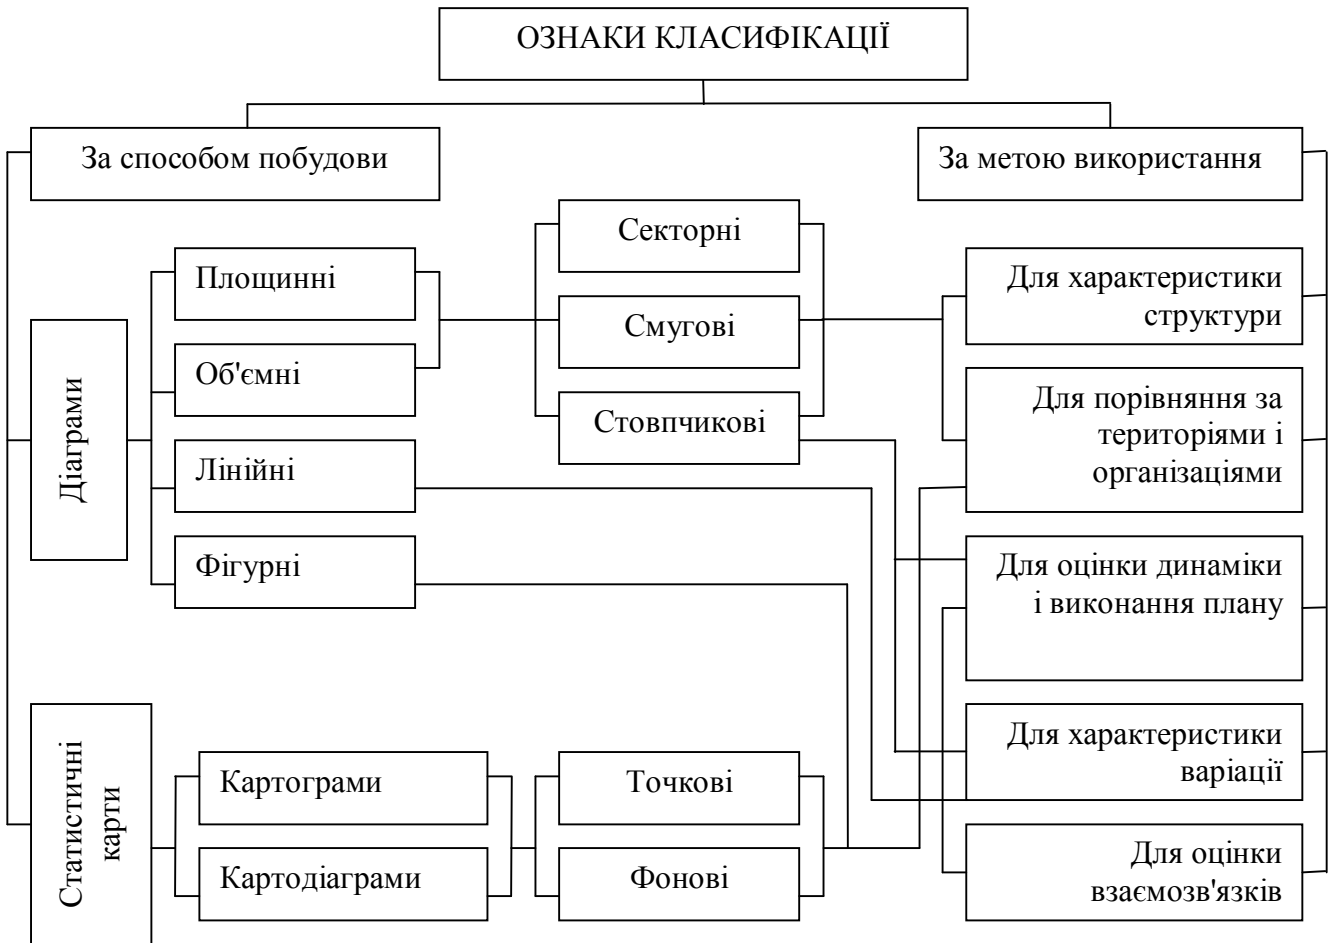 ОЗНАКИ КЛАСИФІКАЦІЇ
За способом побудови
За метою використання
Секторні
Площинні
Для характеристики
структури
Смугові
Об'ємні
Діаграми
Для порівняння за
територіями і
організаціями
Стовпчикові
Лінійні
Фігурні
Для оцінки динаміки
і виконання плану
Статистичні
карти
Для характеристики
варіації
Картограми
Точкові
Картодіаграми
Фонові
Для оцінки
взаємозв'язків